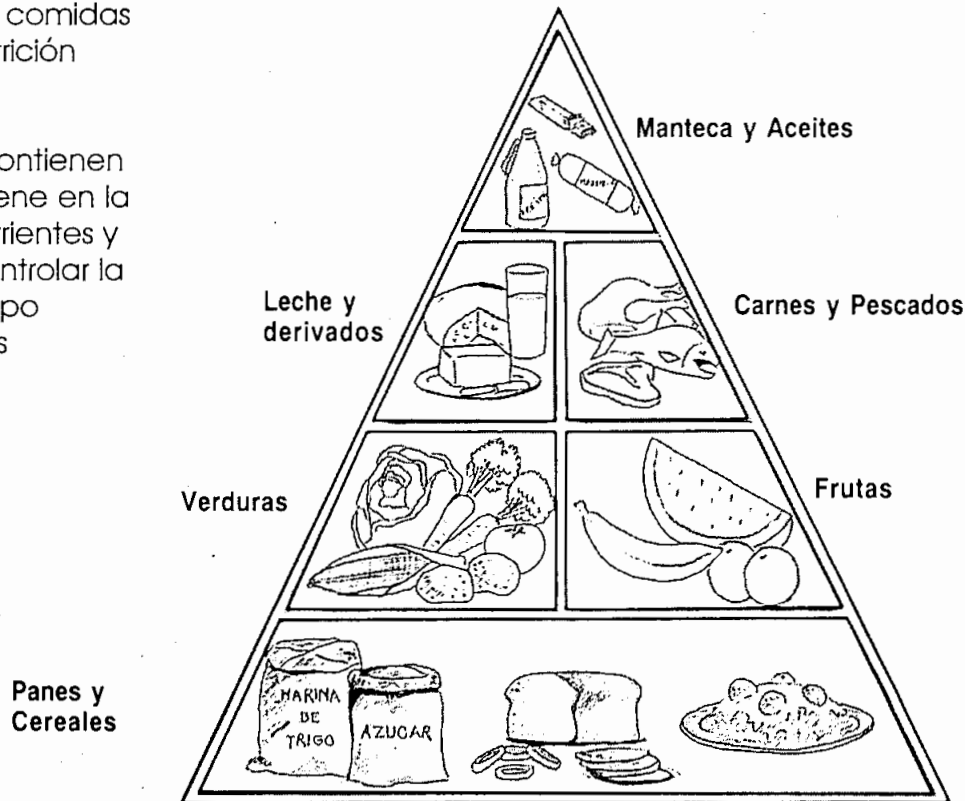 comidas
trición
ontienen
ene en la
rientes y
ntrolar la
po
s
Manteca y Aceites
Leche y
derivados
Carnes y Pescados
Verduras
Frutas
Panes y
Cereales
HARINA
DE
TRIGO
AZUCAR